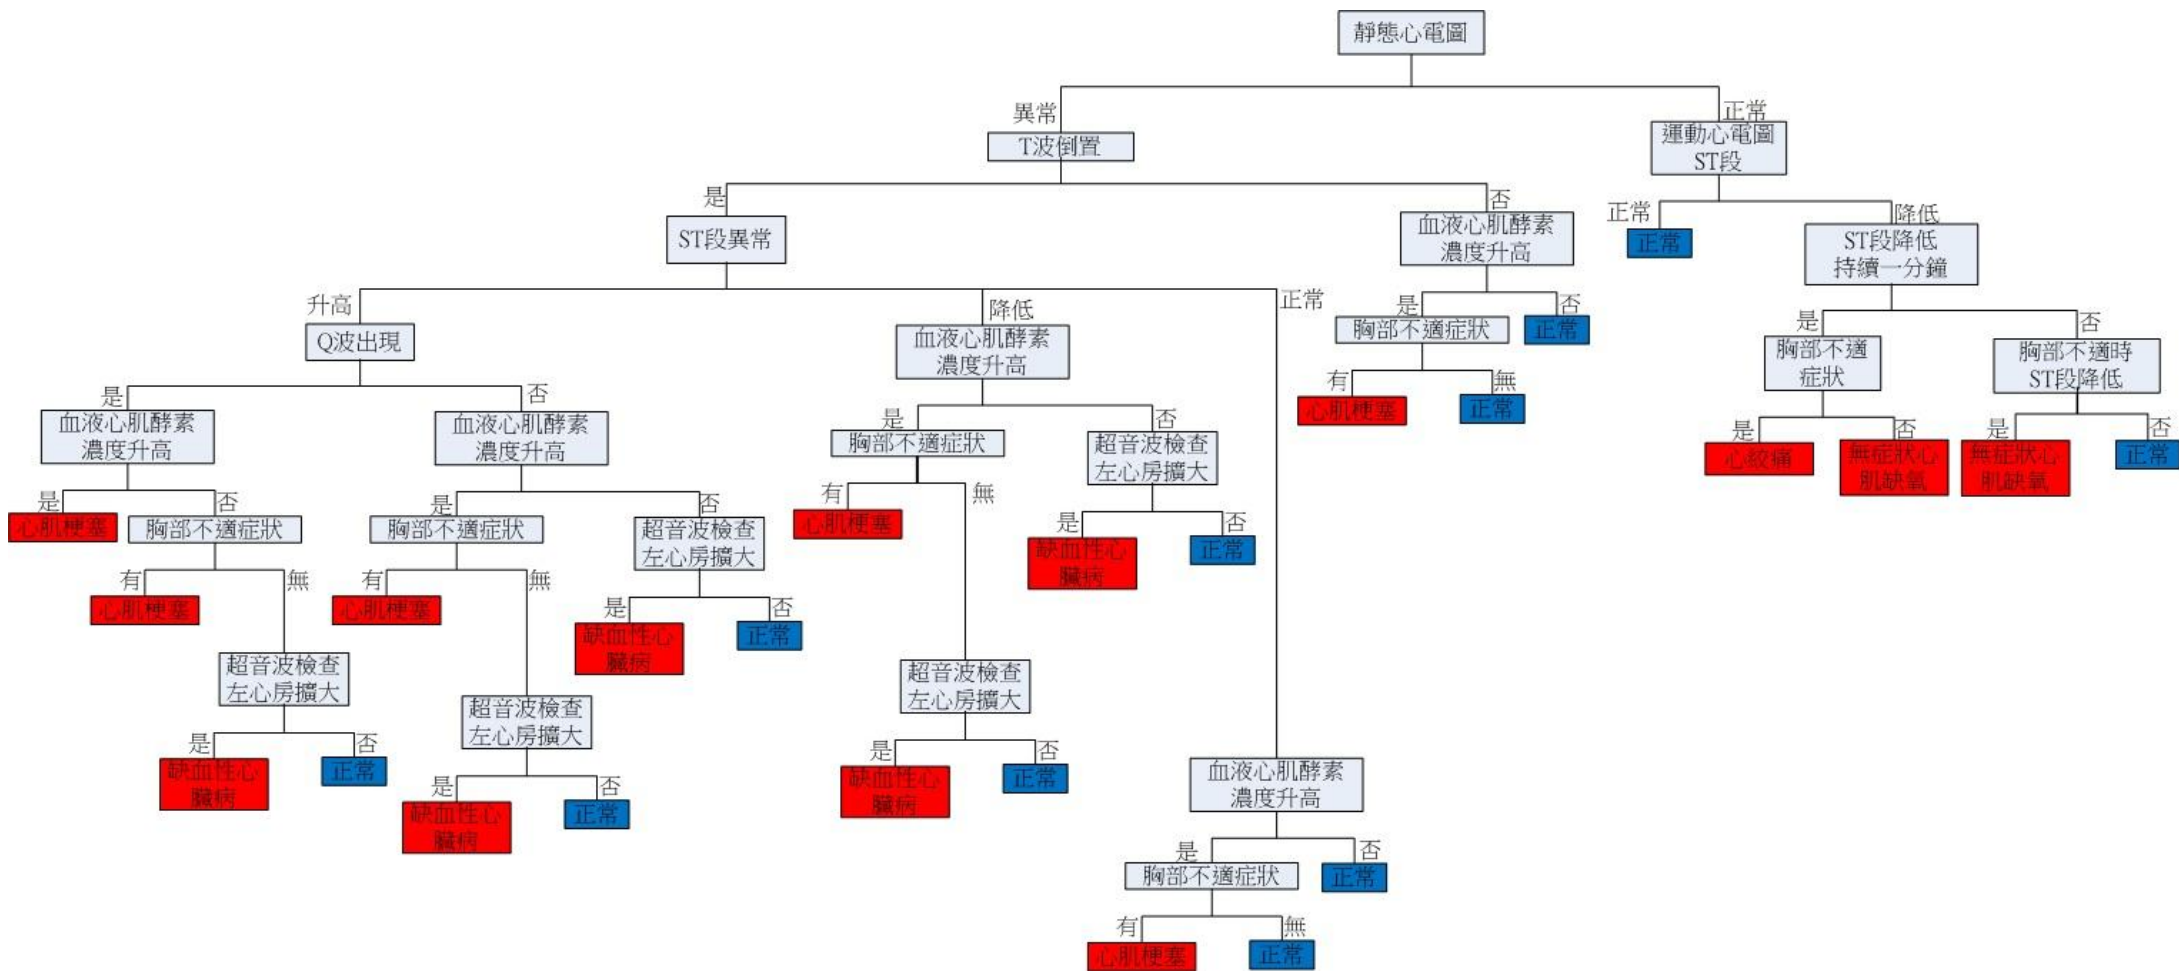 靜態心電圖
異常
正常
T波倒置
運動心電圖
ST段
是
否
正常
降低
ST段異常
血液心肌酵素
濃度升高
正常
ST段降低
持續一分鐘
升高
降低
正常
是
否
是
否
Q波出現
血液心肌酵素
濃度升高
胸部不適症狀
正常
胸部不適
症狀
胸部不適時
ST段降低
是
否
是
否
有
無
是
否
是
否
血液心肌酵素
濃度升高
血液心肌酵素
濃度升高
胸部不適症狀
超音波檢查
左心房擴大
心肌梗塞
正常
心絞痛
無症狀心
肌缺氧
無症狀心
肌缺氧
正常
是
否
是
否
有
無
是
否
心肌梗塞
胸部不適症狀
胸部不適症狀
超音波檢查
左心房擴大
心肌梗塞
缺血性心
臟病
正常
有
無
有
無
是
否
心肌梗塞
心肌梗塞
缺血性心
臟病
正常
超音波檢查
左心房擴大
超音波檢查
左心房擴大
超音波檢查
左心房擴大
是
否
是
否
是
否
缺血性心
臟病
正常
缺血性心
臟病
正常
缺血性心
臟病
正常
血液心肌酵素
濃度升高
是
否
胸部不適症狀
正常
有
無
心肌梗塞
正常